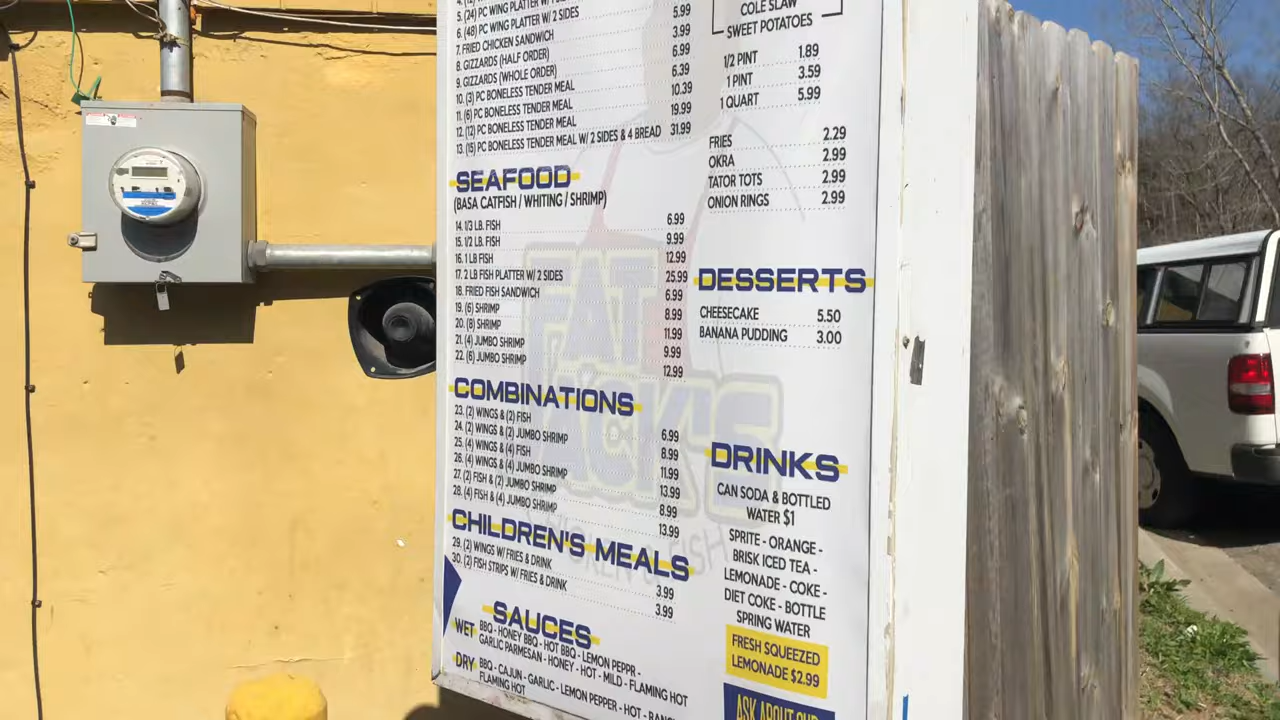 5. (24) PC WING PLATTER W/
6. (48) PC WING PLATTER W/ 2 SIDES
7. FRIED CHICKEN SANDWICH 5.99
8. GIZZARDS (HALF ORDER) 3.99
9. GIZZARDS (WHOLE ORDER) 6.99
10. (3) PC BONELESS TENDER MEAL 6.39
11. (6) PC BONELESS TENDER MEAL 10.39
12. (12) PC BONELESS TENDER MEAL 19.99
13. (15) PC BONELESS TENDER MEAL W/ 2 SIDES & 4 BREAD 31.99
SEAFOOD
(BASA CATFISH / WHITING / SHRIMP)
14. 1/3 LB. FISH 6.99
15. 1/2 LB. FISH 9.99
16. 1 LB FISH 12.99
17. 2 LB FISH PLATTER W/ 2 SIDES 25.99
18. FRIED FISH SANDWICH 6.99
19. (6) SHRIMP 8.99
20. (8) SHRIMP 11.99
21. (4) JUMBO SHRIMP 9.99
22. (6) JUMBO SHRIMP 12.99
COMBINATIONS
23. (2) WINGS & (2) FISH 6.99
24. (2) WINGS & (2) JUMBO SHRIMP 8.99
25. (4) WINGS & (4) FISH 11.99
26. (4) WINGS & (4) JUMBO SHRIMP 13.99
27. (2) FISH & (2) JUMBO SHRIMP 8.99
28. (4) FISH & (4) JUMBO SHRIMP 13.99
CHILDREN'S MEALS
29. (2) WINGS W/ FRIES & DRINK 3.99
30. (2) FISH STRIPS W/ FRIES & DRINK 3.99
SAUCES
WET BBQ - HONEY BBQ - HOT BBQ - LEMON PEPPR -
GARLIC PARMESAN - HONEY - HOT - MILD - FLAMING HOT
DRY BBQ - CAJUN - GARLIC - LEMON PEPPER - HOT -
FLAMING HOT
COLE SLAW
SWEET POTATOES
1/2 PINT 1.89
1 PINT 3.59
1 QUART 5.99
FRIES 2.29
OKRA 2.99
TATOR TOTS 2.99
ONION RINGS 2.99
DESSERTS
CHEESECAKE 5.50
BANANA PUDDING 3.00
DRINKS
CAN SODA & BOTTLED
WATER $1
SPRITE - ORANGE -
BRISK ICED TEA -
LEMONADE - COKE -
DIET COKE - BOTTLE
SPRING WATER
FRESH SQUEEZED
LEMONADE $2.99
ASK ABOUT OUR
FAT